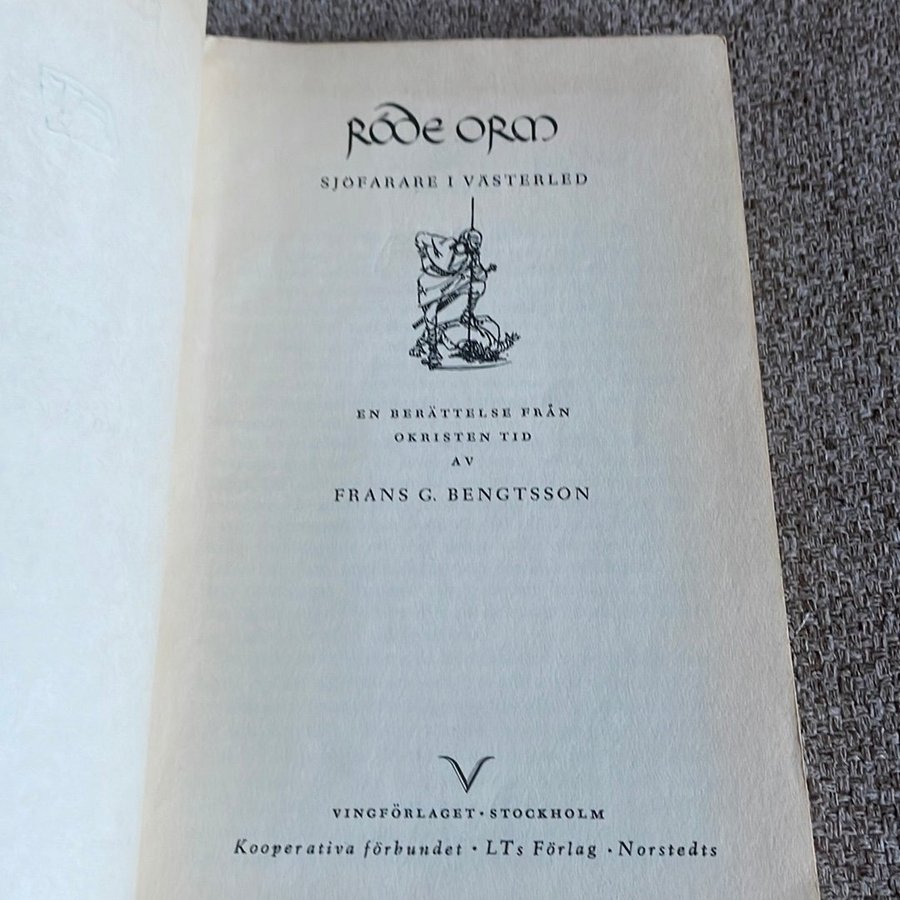 RÖDE ORM
SJÖFARARE I VÄSTERLED
EN BERÄTTELSE FRÅN
OKRISTEN TID
AV
FRANS G. BENGTSSON
V
VINGFÖRLAGET · STOCKHOLM
Kooperativa förbundet · LTs Förlag · Norstedts